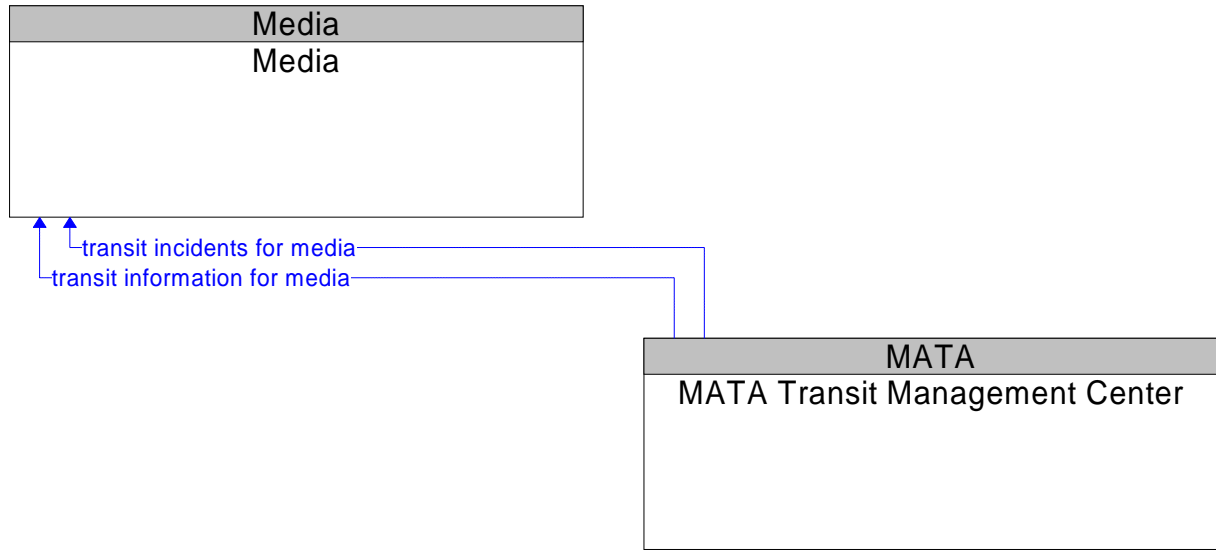 Media
Media
transit incidents for media
transit information for media
MATA
MATA Transit Management Center